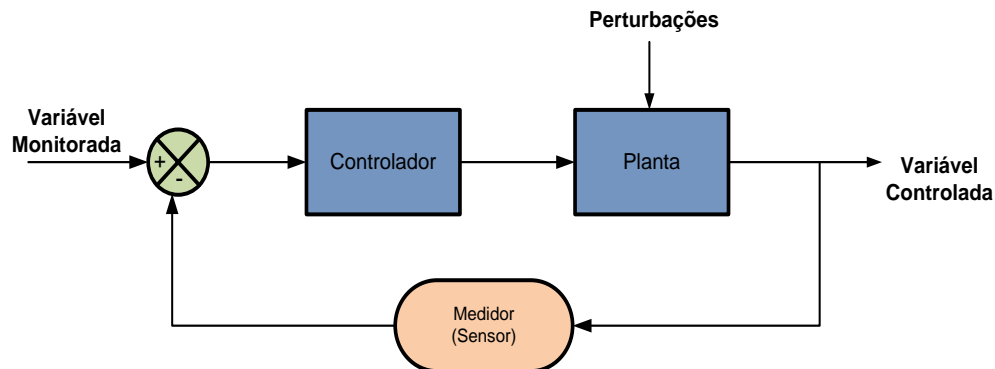 Perturbações
Variável
Monitorada
+
-
Controlador
Planta
Variável
Controlada
Medidor
(Sensor)